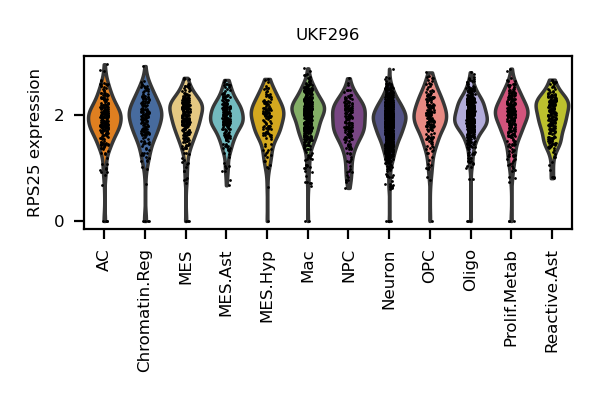 UKF296
RPS25 expression
2
0
AC
Chromatin.Reg
MES
MES.Ast
MES.Hyp
Mac
NPC
Neuron
OPC
Oligo
Prolif.Metab
Reactive.Ast